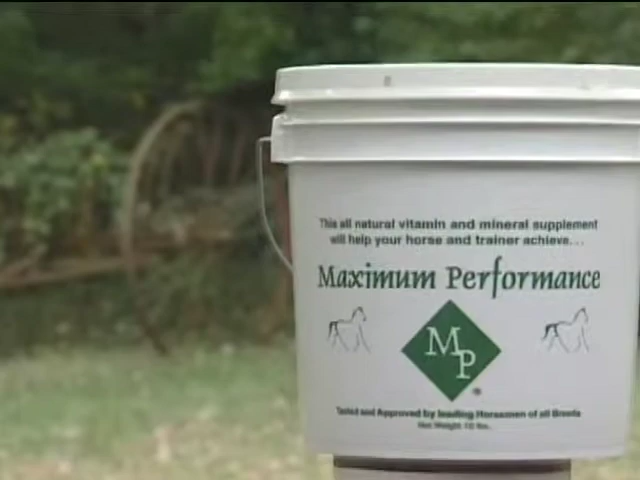 This all natural vitamin and mineral supplement
will help your horse and trainer achieve...
Maximum Performance
M
P
Tested and Approved by leading Horsemen of all Breeds
Net Weight 10 lbs.